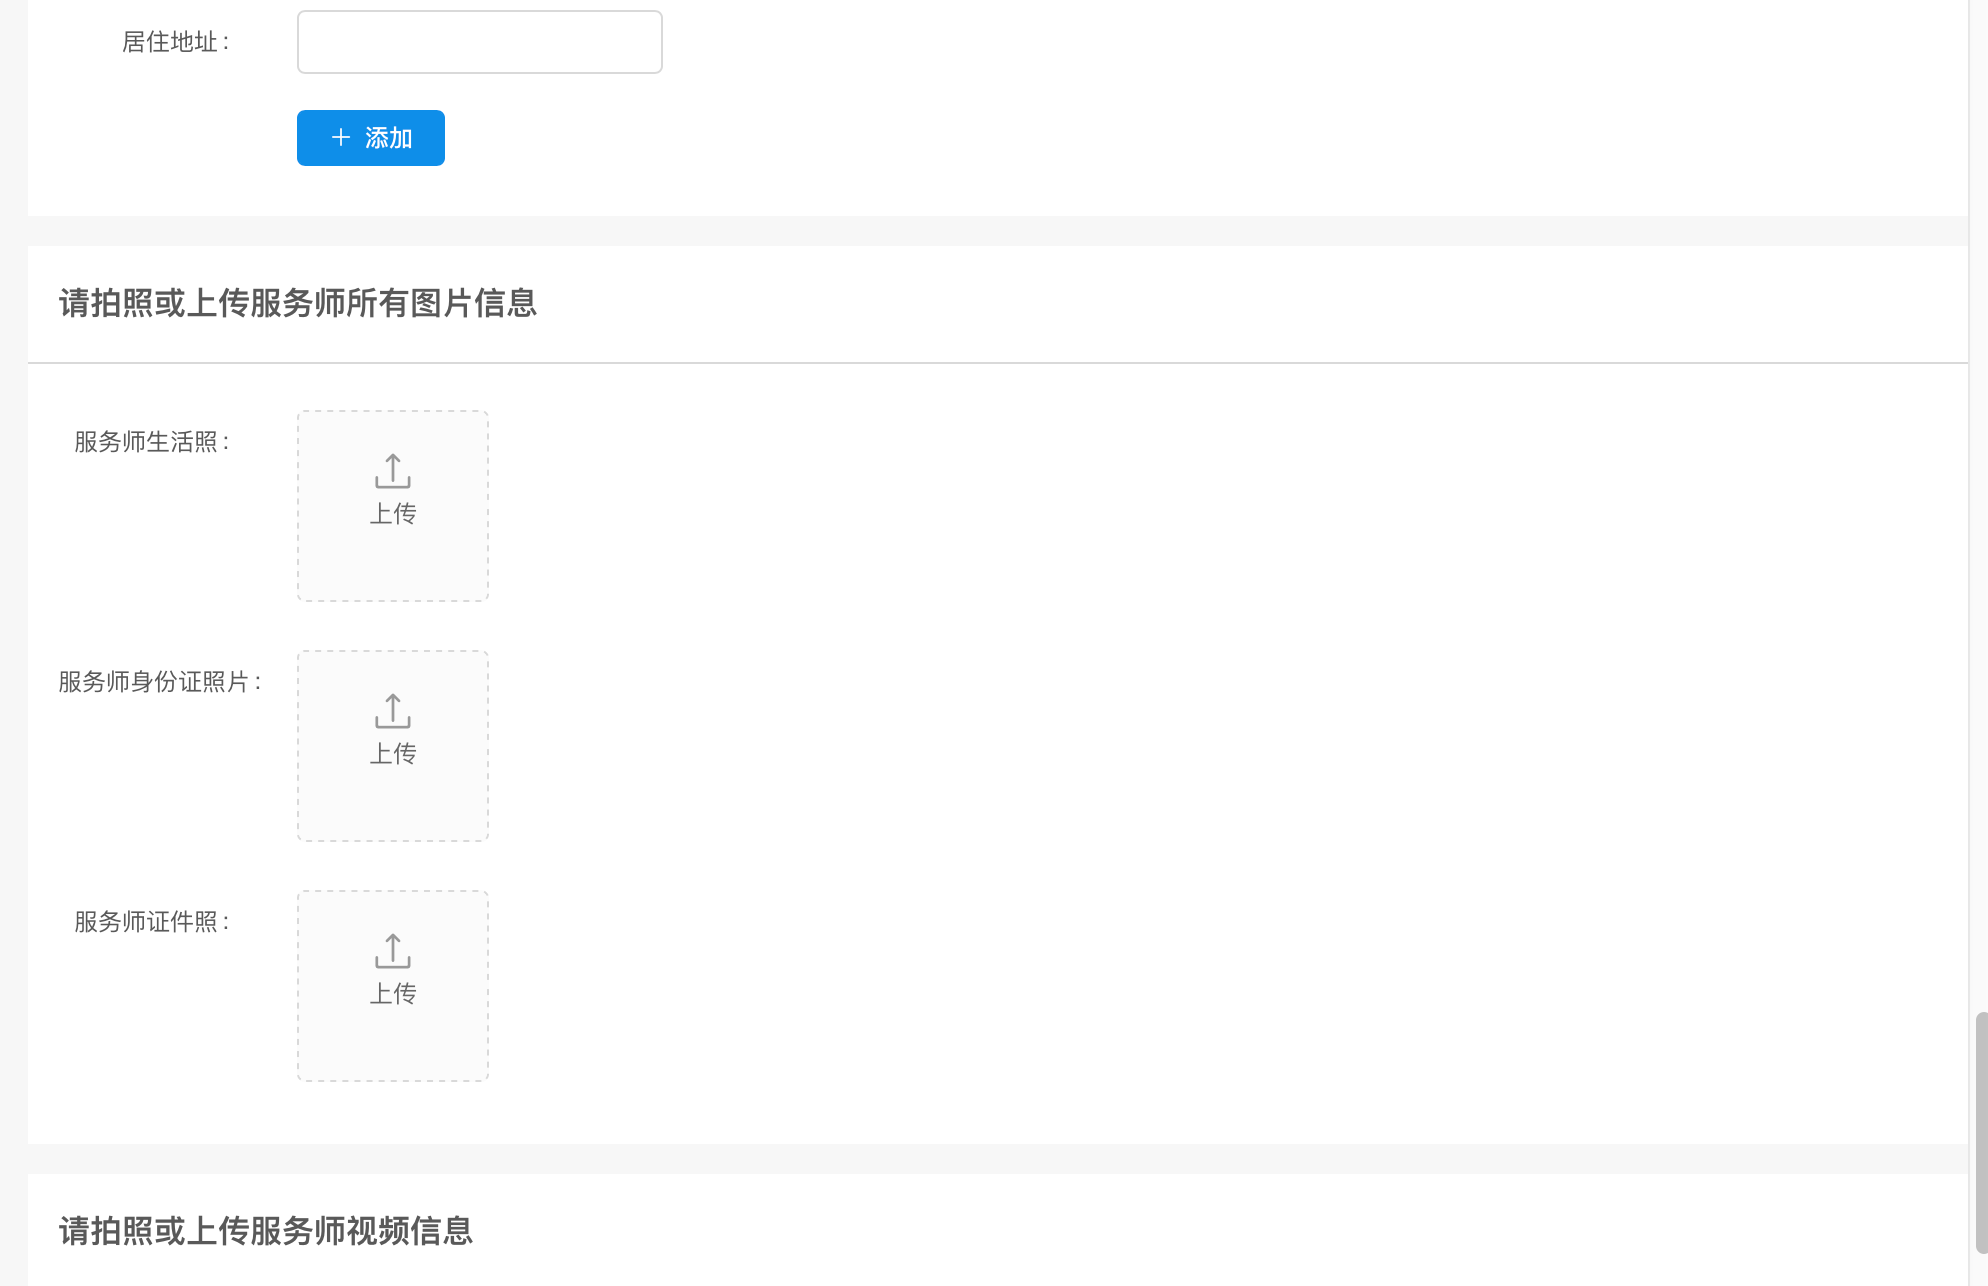 居住地址 :
添加
请拍照或上传服务师所有图片信息
服务师生活照 :
上传
服务师身份证照片 :
上传
服务师证件照 :
上传
请拍照或上传服务师视频信息